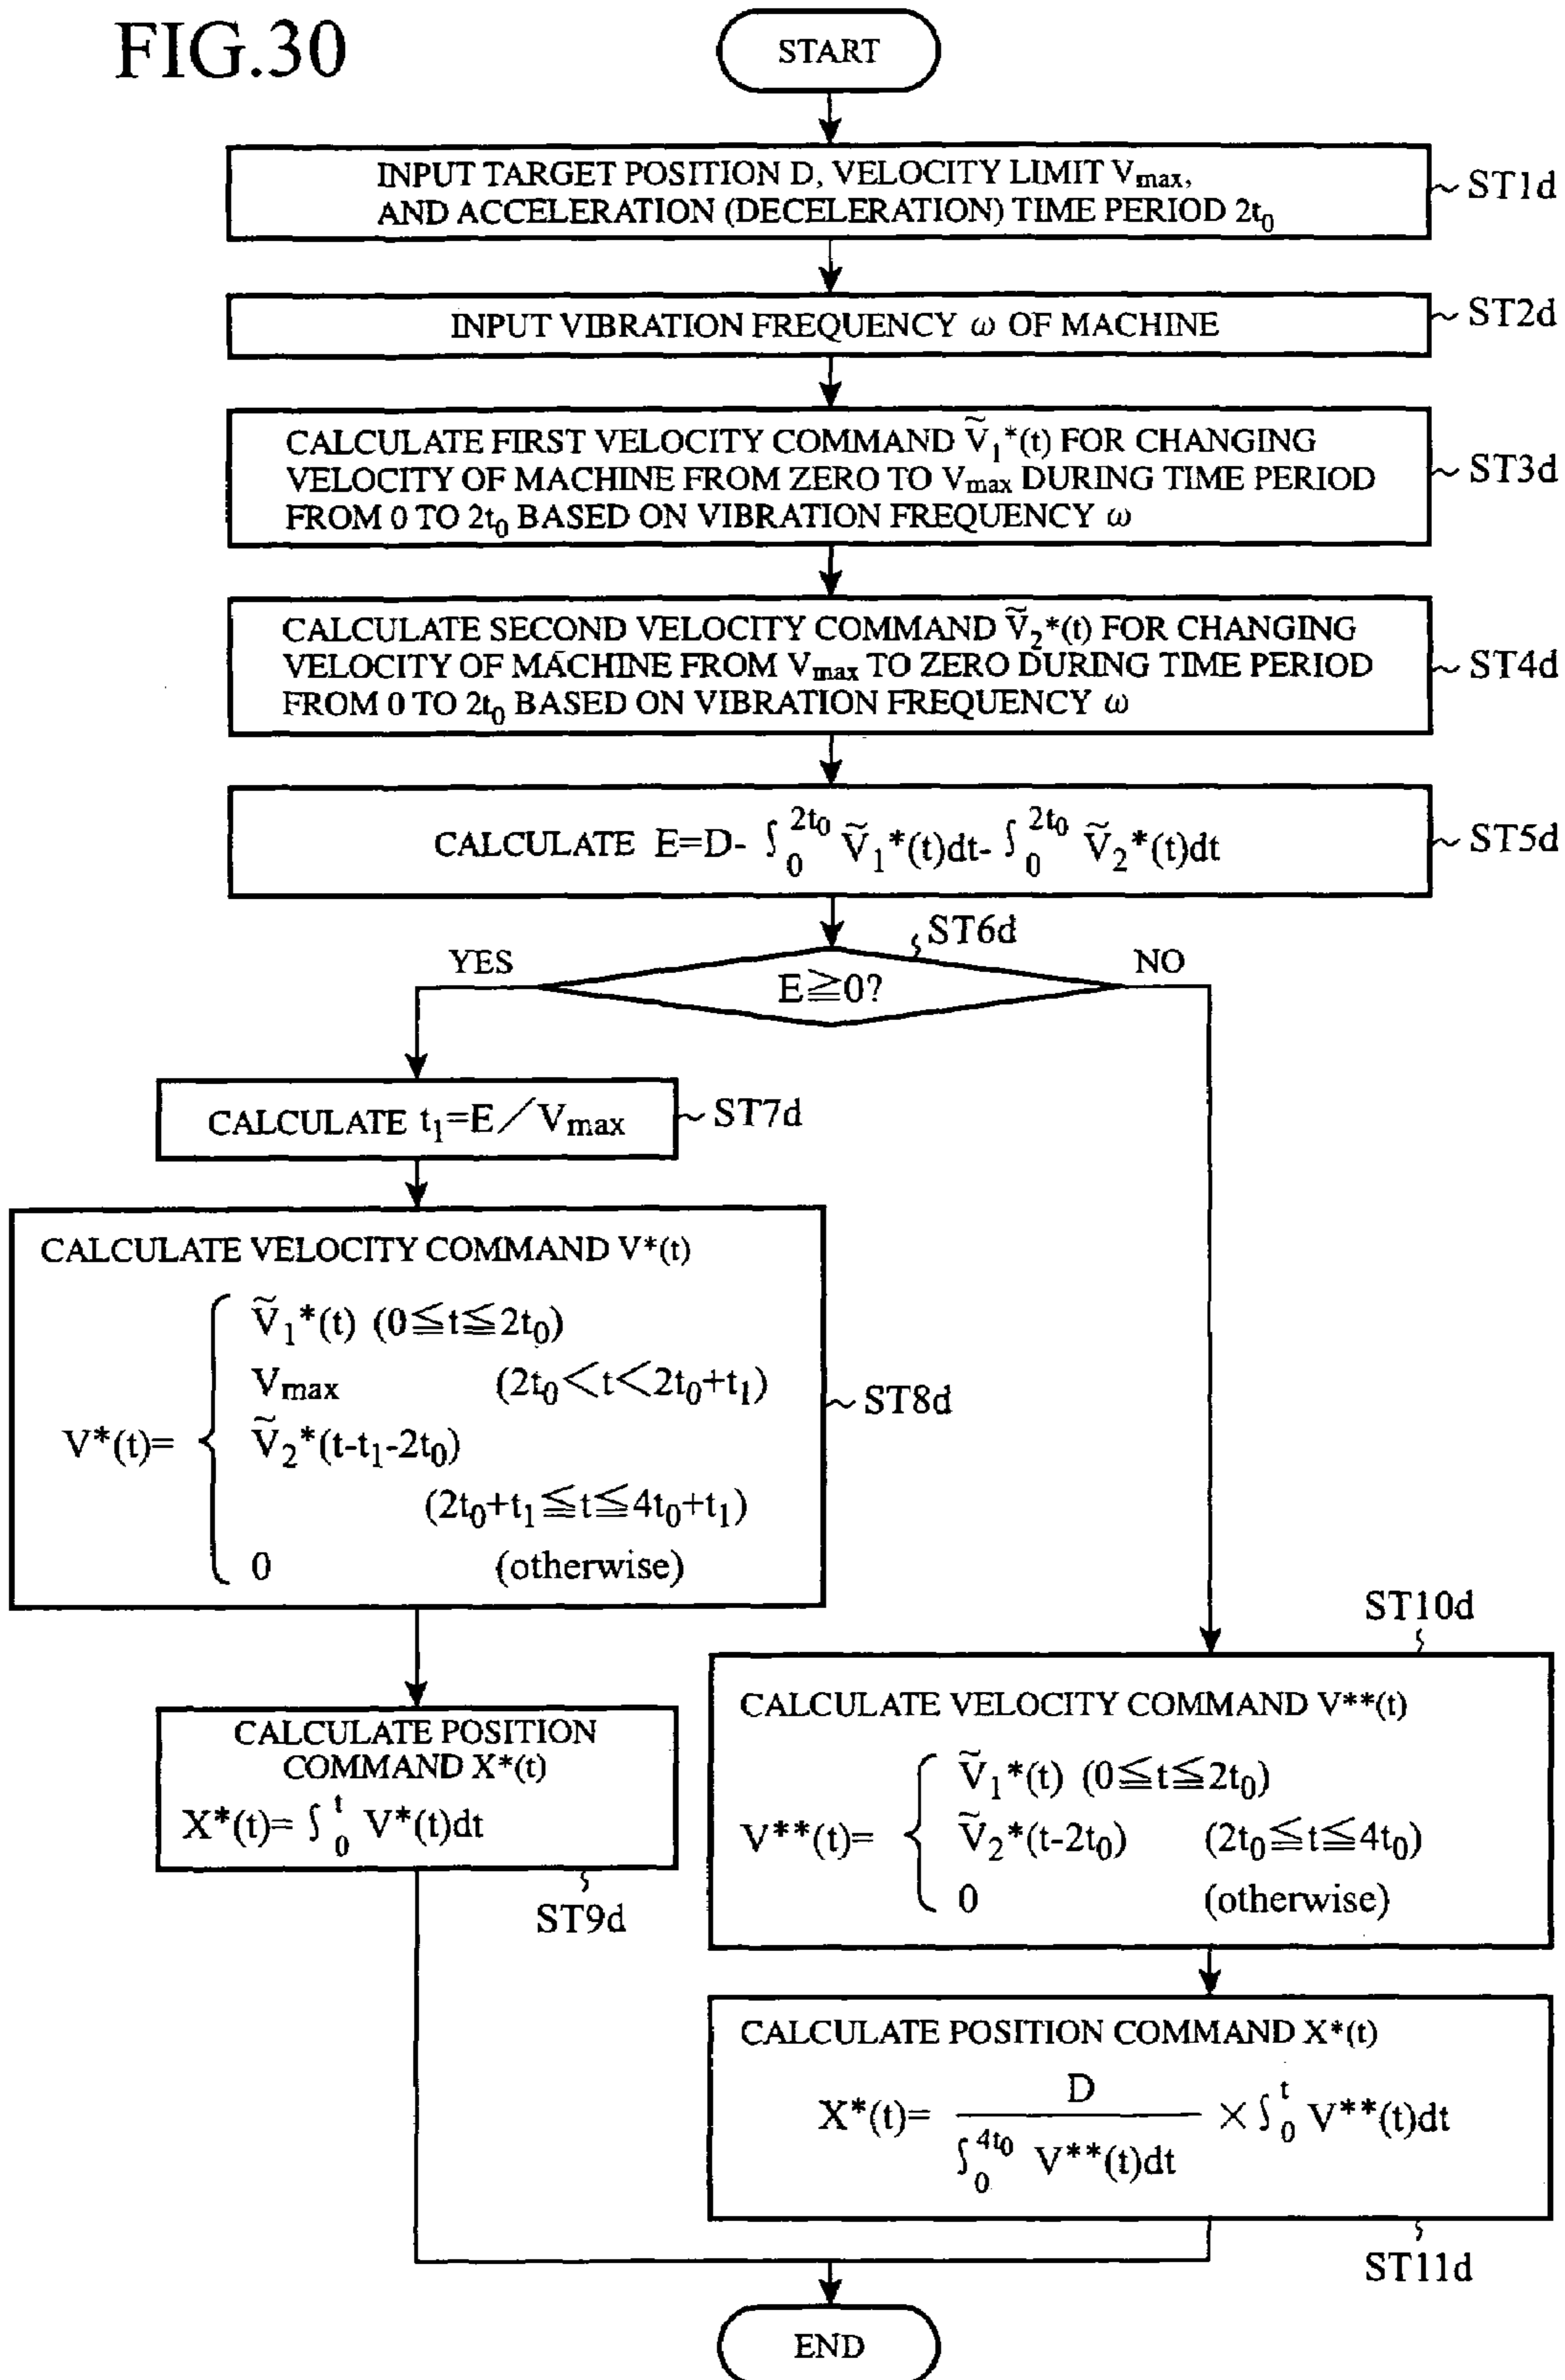 FIG.30
START
INPUT TARGET POSITION D, VELOCITY LIMIT Vmax,
AND ACCELERATION (DECELERATION) TIME PERIOD 2t0
ST1d
INPUT VIBRATION FREQUENCY ω OF MACHINE
ST2d
CALCULATE FIRST VELOCITY COMMAND Ṽ1*(t) FOR CHANGING
VELOCITY OF MACHINE FROM ZERO TO Vmax DURING TIME PERIOD
FROM 0 TO 2t0 BASED ON VIBRATION FREQUENCY ω
ST3d
CALCULATE SECOND VELOCITY COMMAND Ṽ2*(t) FOR CHANGING
VELOCITY OF MACHINE FROM Vmax TO ZERO DURING TIME PERIOD
FROM 0 TO 2t0 BASED ON VIBRATION FREQUENCY ω
ST4d
CALCULATE E=D- ∫0 2t0 Ṽ1*(t)dt- ∫0 2t0 Ṽ2*(t)dt
ST5d
ST6d
YES
E≧0?
NO
CALCULATE t1=E/Vmax
ST7d
CALCULATE VELOCITY COMMAND V*(t)
Ṽ1*(t) (0≦t≦2t0)
Vmax (2t0<t<2t0+t1)
ST8d
V*(t)= { Ṽ2*(t-t1-2t0)
(2t0+t1≦t≦4t0+t1)
0 (otherwise)
CALCULATE POSITION
COMMAND X*(t)
X*(t)= ∫0 t V*(t)dt
ST9d
ST10d
CALCULATE VELOCITY COMMAND V**(t)
Ṽ1*(t) (0≦t≦2t0)
V**(t)= { Ṽ2*(t-2t0) (2t0≦t≦4t0)
0 (otherwise)
CALCULATE POSITION COMMAND X*(t)
D
X*(t)= × ∫0 t V**(t)dt
∫0 4t0 V**(t)dt
ST11d
END